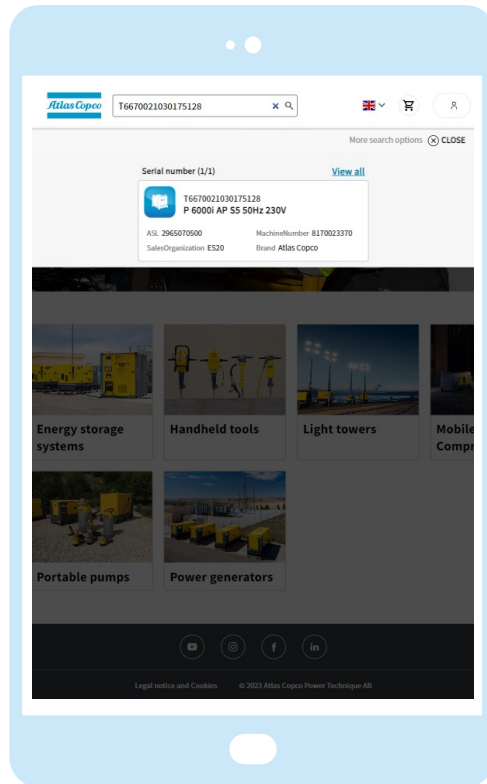 Atlas Copco
T6670021030175128
More search options CLOSE
Serial number (1/1) View all
T6670021030175128
P 6000i AP S5 50Hz 230V
ASL 2965070500 MachineNumber 8170023370
SalesOrganization ES20 Brand Atlas Copco
Energy storage systems
Handheld tools
Light towers
Mobile
Compr
Portable pumps
Power generators
Legal notice and Cookies © 2023 Atlas Copco Power Technique AB